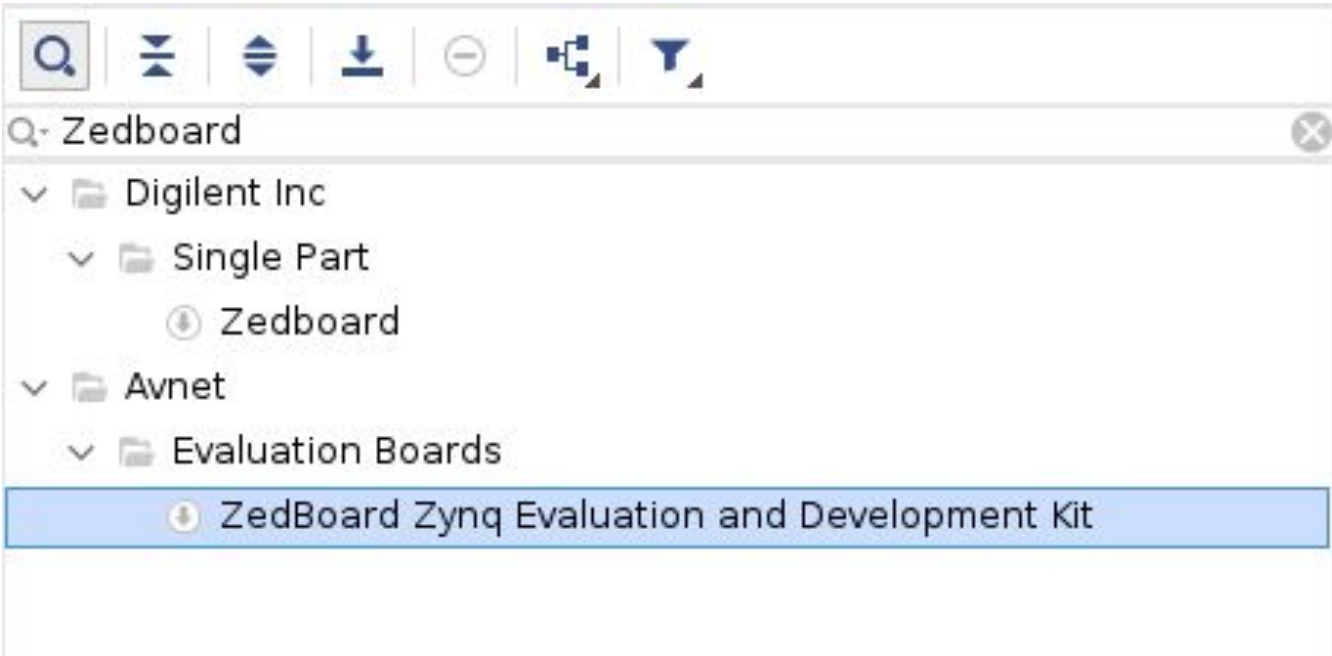 Zedboard
Digilent Inc
Single Part
Zedboard
Avnet
Evaluation Boards
ZedBoard Zynq Evaluation and Development Kit